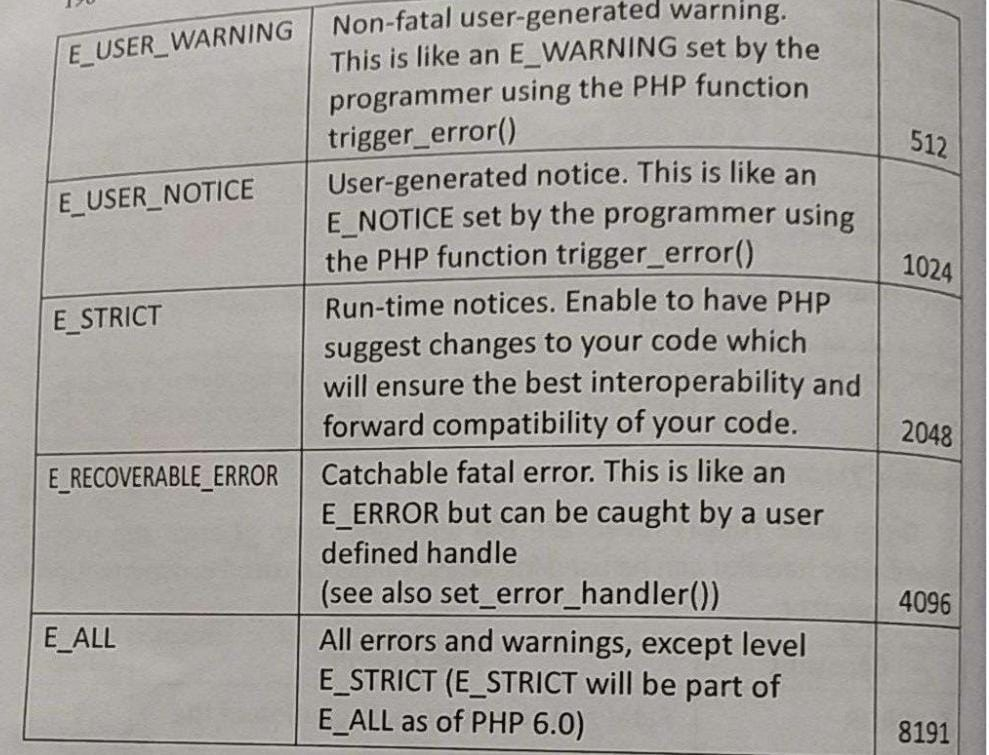 E_USER_WARNING
Non-fatal user-generated warning.
This is like an E_WARNING set by the
programmer using the PHP function
trigger_error()
512
E_USER_NOTICE
User-generated notice. This is like an
E_NOTICE set by the programmer using
the PHP function trigger_error()
1024
E_STRICT
Run-time notices. Enable to have PHP
suggest changes to your code which
will ensure the best interoperability and
forward compatibility of your code.
2048
E_RECOVERABLE_ERROR
Catchable fatal error. This is like an
E_ERROR but can be caught by a user
defined handle
(see also set_error_handler())
4096
E_ALL
All errors and warnings, except level
E_STRICT (E_STRICT will be part of
E_ALL as of PHP 6.0)
8191